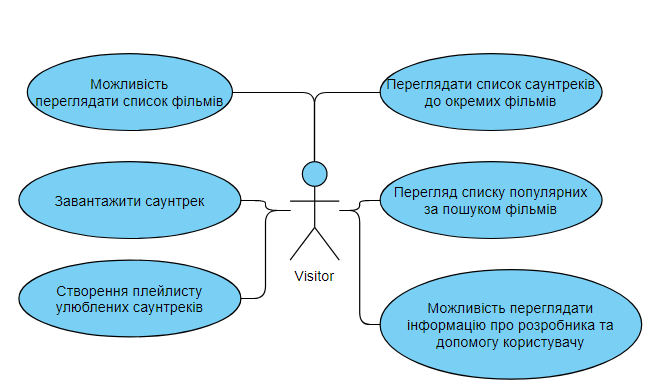 Можливість
переглядати список фільмів
Переглядати список саунтреків
до окремих фільмів
Завантажити саунтрек
Перегляд списку популярних
за пошуком фільмів
Visitor
Створення плейлисту
улюблених саунтреків
Можливість переглядати
інформацію про розробника та
допомогу користувачу